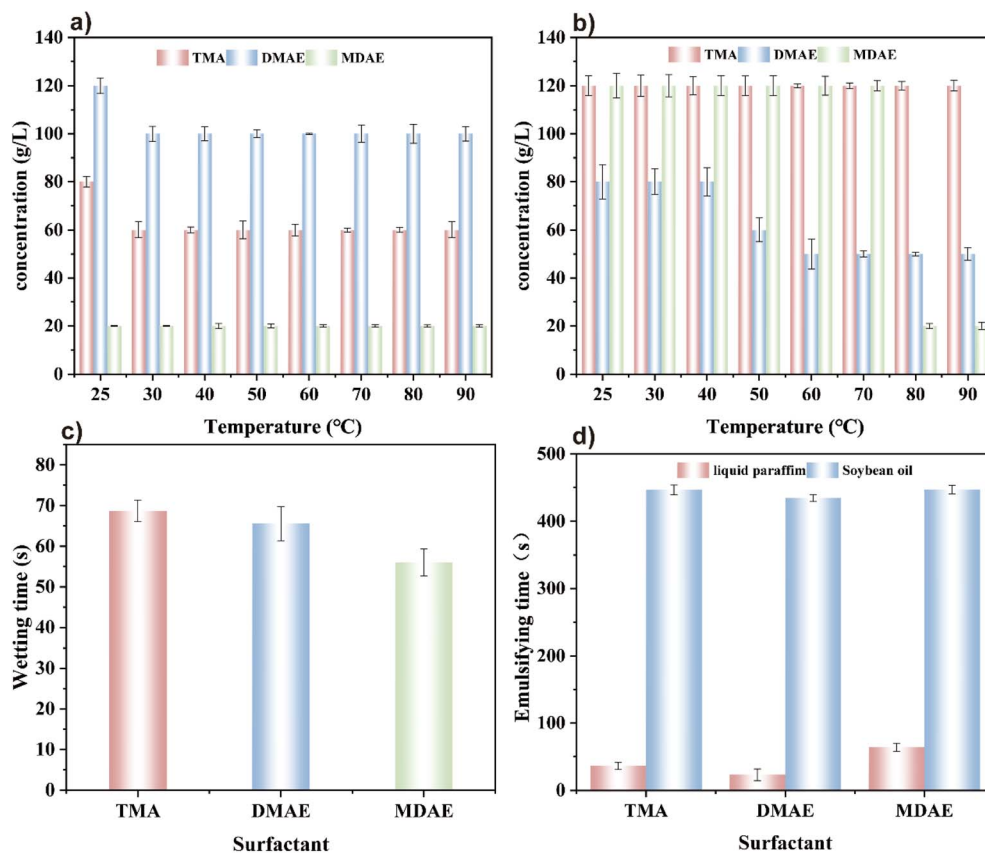 a)
TMA DMAE MDAE
140
120
100
80
60
40
20
0
concentration (g/L)
25 30 40 50 60 70 80 90
Temperature (℃)
b)
TMA DMAE MDAE
140
120
100
80
60
40
20
0
concentration (g/L)
25 30 40 50 60 70 80 90
Temperature (℃)
c)
80
70
60
50
40
30
20
10
0
Wetting time (s)
TMA DMAE MDAE
Surfactant
d)
liquid paraffim Soybean oil
500
400
300
200
100
0
Emulsifying time（s）
TMA DMAE MDAE
Surfactant